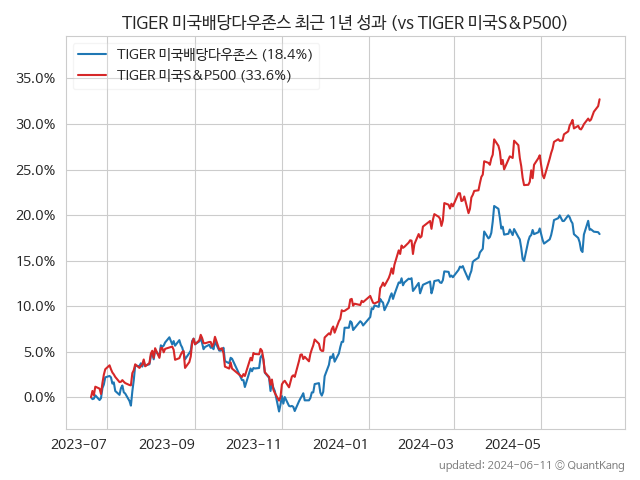 TIGER 미국배당다우존스 최근 1년 성과 (vs TIGER 미국S&P500)
TIGER 미국배당다우존스 (18.4%)
TIGER 미국S&P500 (33.6%)
35.0%
30.0%
25.0%
20.0%
15.0%
10.0%
5.0%
0.0%
2023-07 2023-09 2023-11 2024-01 2024-03 2024-05
updated: 2024-06-11 © QuantKang